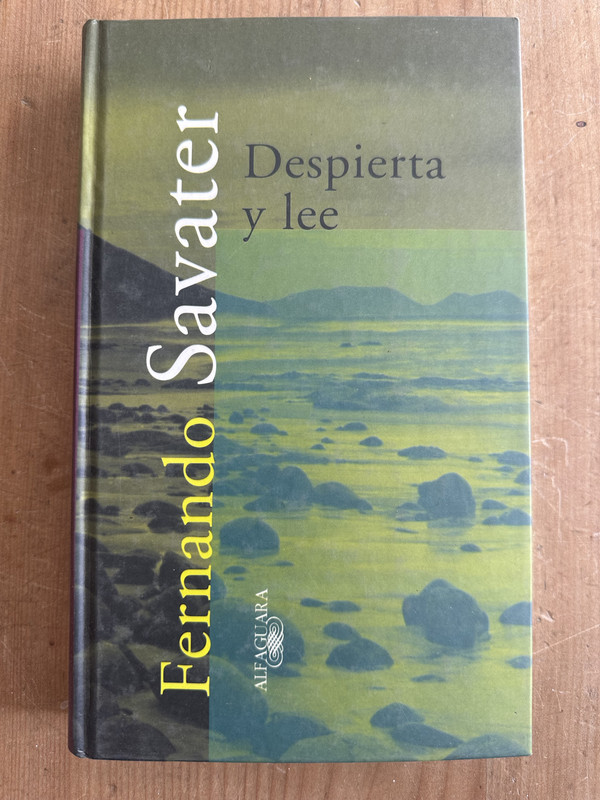 Fernando Savater
Despierta
y lee
ALFAGUARA